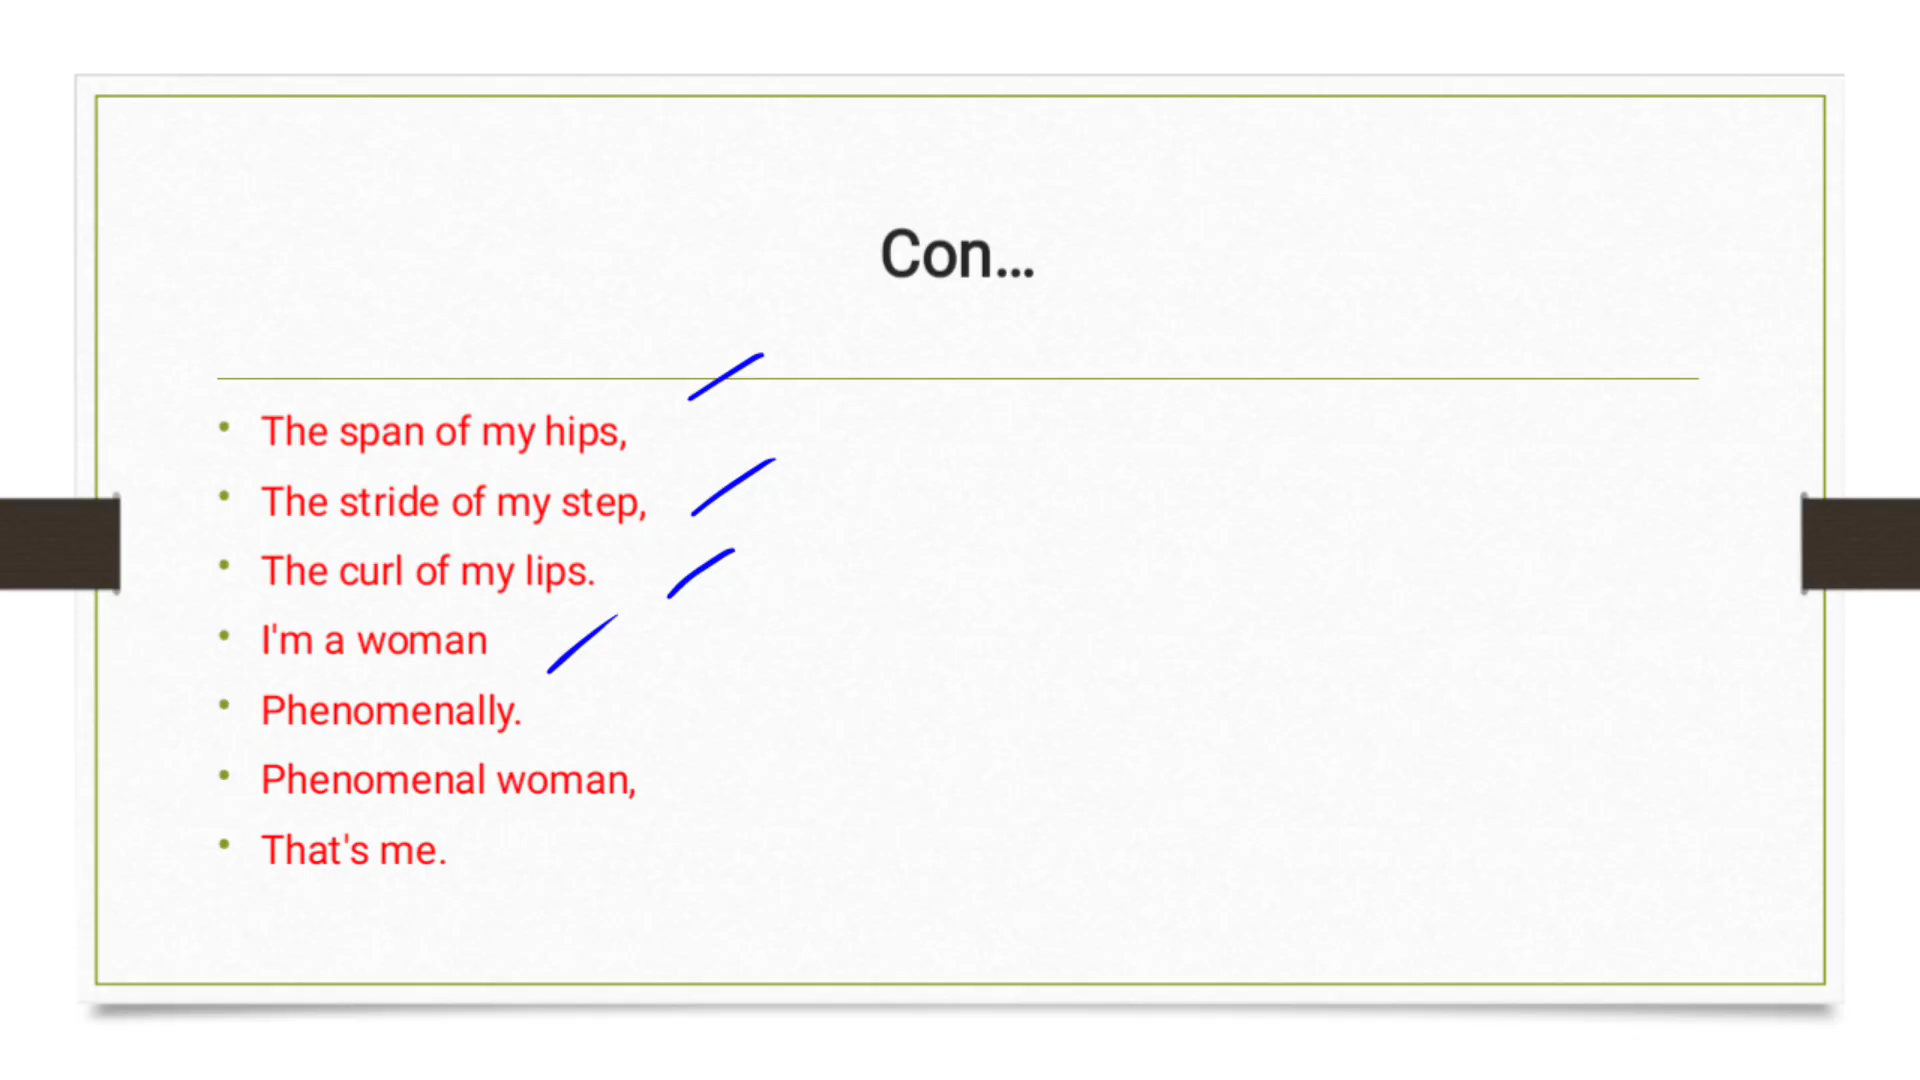 Con...
• The span of my hips,
• The stride of my step,
• The curl of my lips.
• I'm a woman
• Phenomenally.
• Phenomenal woman,
• That's me.